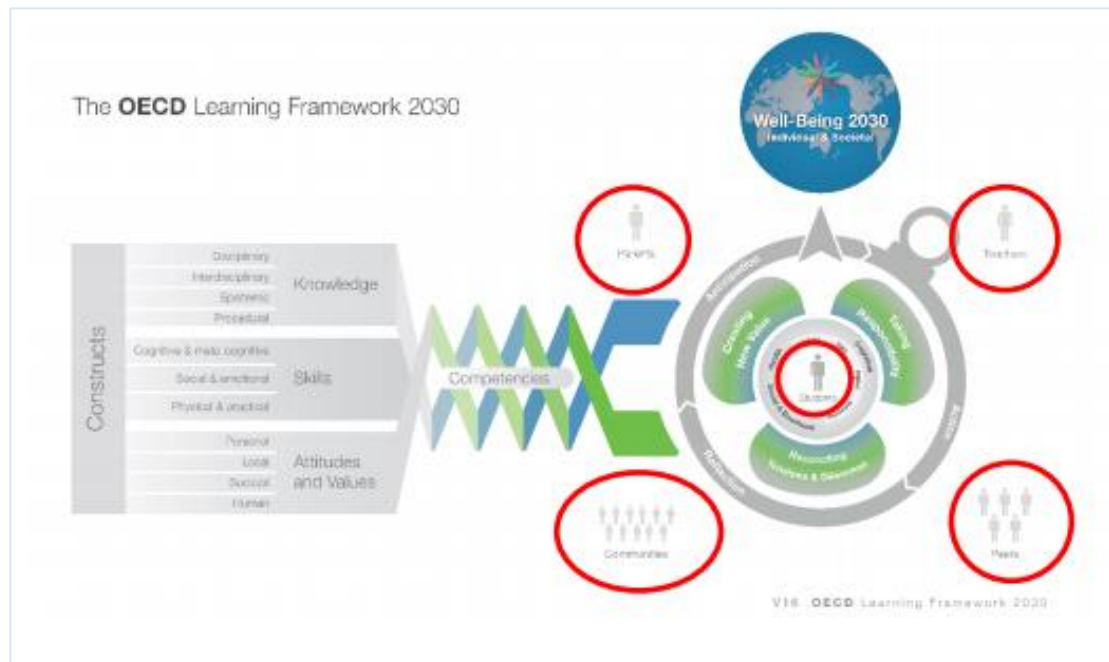 The OECD Learning Framework 2030
Well-Being 2030
Individual & Societal
Parents
Teachers
Constructs
Disciplinary
Interdisciplinary
Epistemic
Procedural
Knowledge
Cognitive & meta cognitive
Social & emotional
Physical & practical
Skills
Personal
Local
Societal
Human
Attitudes
and Values
Competencies
Anticipation
Action
Reflection
Creating
New Value
Taking
Responsibility
Reconciling
Tensions & Dilemmas
Student
Communities
Peers
V16 OECD Learning Framework 2030